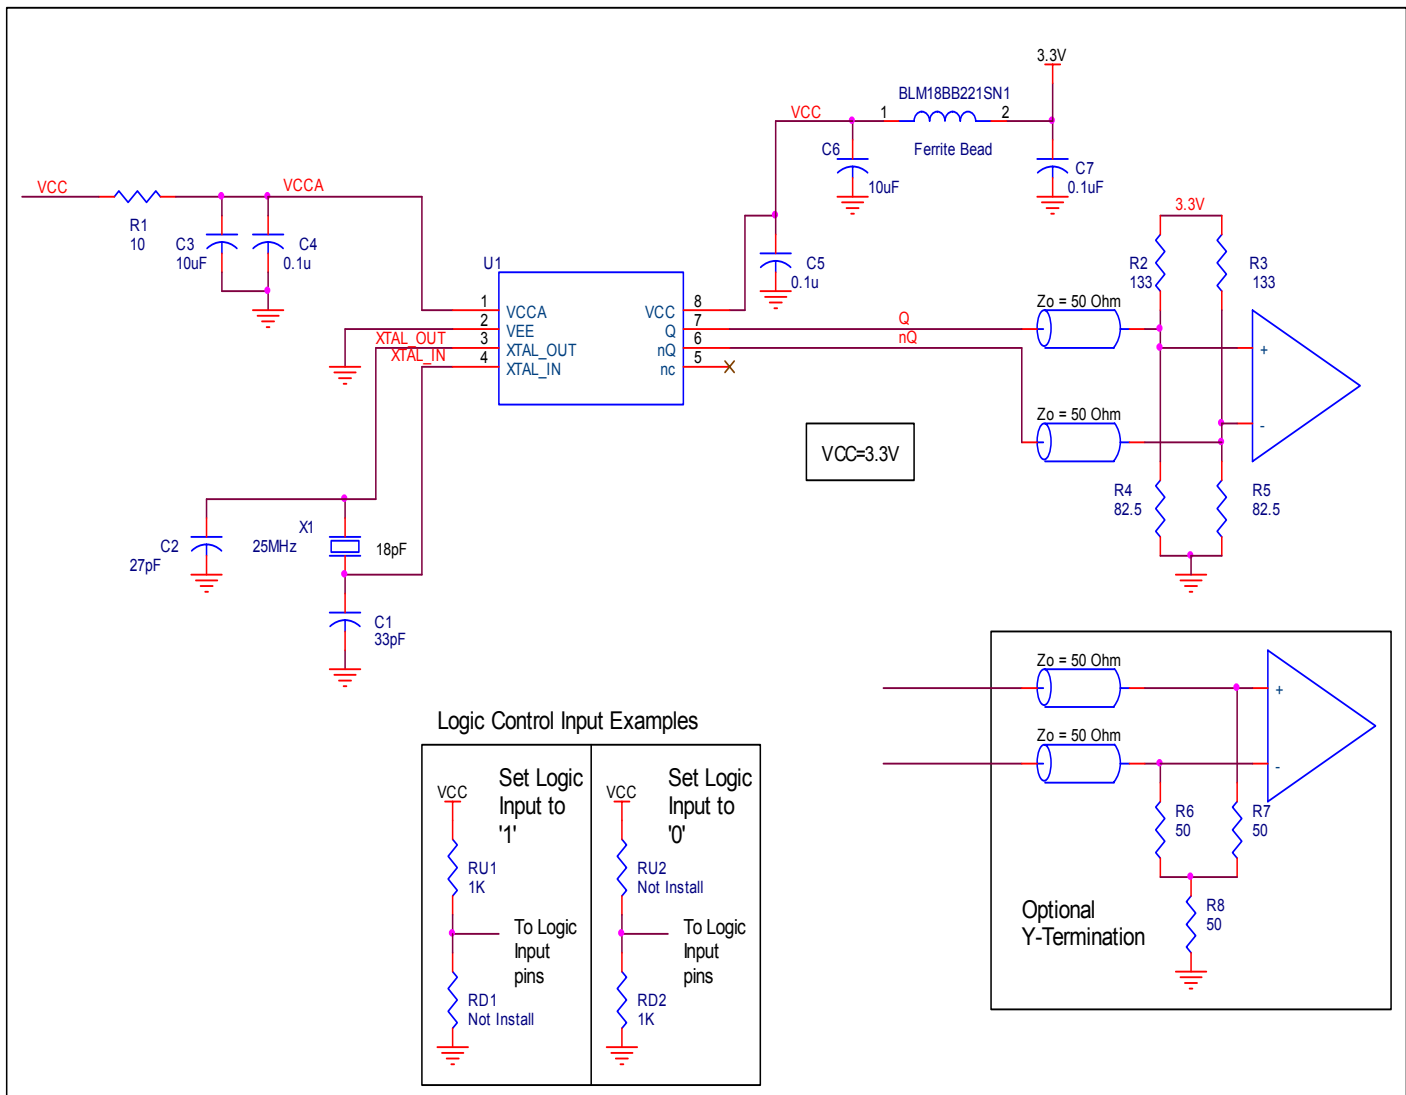 3.3V
BLM18BB221SN1
VCC
1
2
C6
10uF
Ferrite Bead
C7
0.1uF
VCC
VCCA
R1
10
C3
10uF
C4
0.1u
3.3V
R2
133
R3
133
C5
0.1u
U1
1
VCCA
VCC
8
2
VEE
Q
7
XTAL_OUT
3
XTAL_OUT
nQ
6
XTAL_IN
4
XTAL_IN
nc
5
Q
nQ
Zo = 50 Ohm
+
Zo = 50 Ohm
-
VCC=3.3V
R4
82.5
R5
82.5
X1
25MHz
18pF
C2
27pF
C1
33pF
Zo = 50 Ohm
+
Zo = 50 Ohm
-
R6
50
R7
50
R8
50
Optional
Y-Termination
Logic Control Input Examples
VCC
Set Logic
Input to
'1'
RU1
1K
To Logic
Input
pins
RD1
Not Install
VCC
Set Logic
Input to
'0'
RU2
Not Install
To Logic
Input
pins
RD2
1K